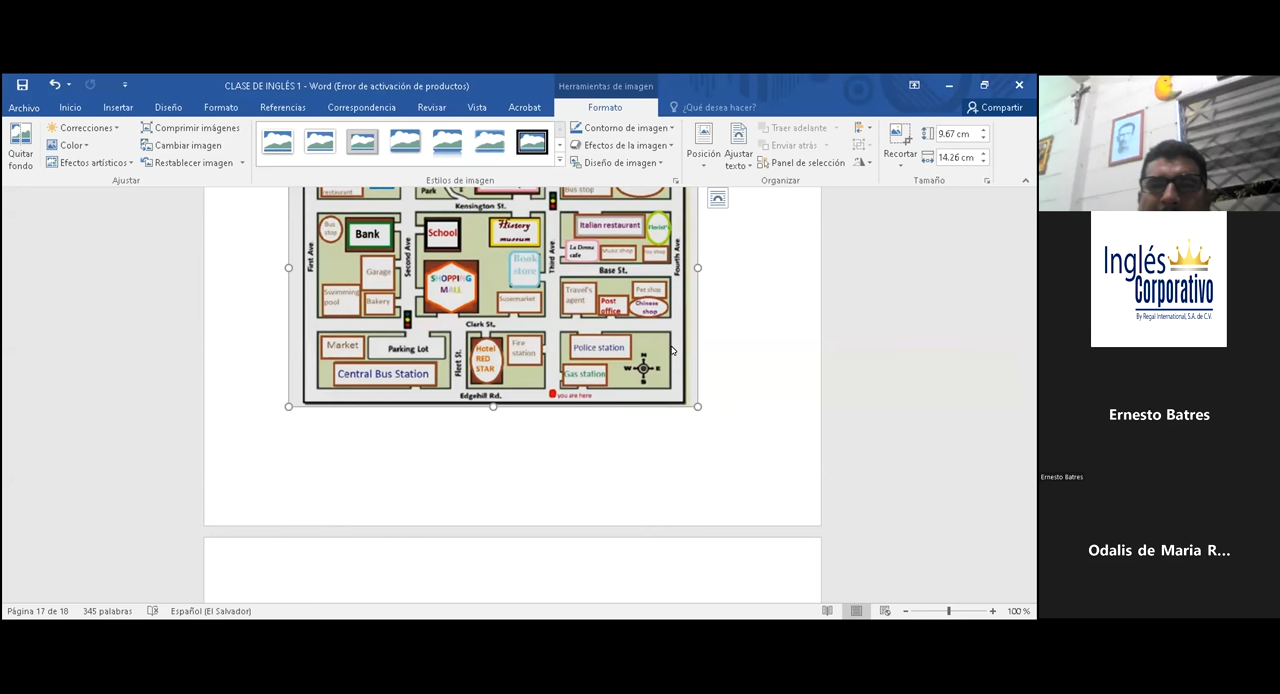 CLASE DE INGLÉS 1 - Word (Error de activación de productos)
Herramientas de imagen
Archivo Inicio Insertar Diseño Formato Referencias Correspondencia Revisar Vista Acrobat Formato ¿Qué desea hacer? Compartir
Quitar fondo
Correcciones
Color
Efectos artísticos
Comprimir imágenes
Cambiar imagen
Restablecer imagen
Contorno de imagen
Efectos de la imagen
Diseño de imagen
Posición
Ajustar texto
Traer adelante
Enviar atrás
Panel de selección
Recortar
9.67 cm
14.26 cm
Ajustar
Estilos de imagen
Organizar
Tamaño
restaurant
Park
Bus stop
Kensington St.
Bus stop
Bank
School
History museum
Italian restaurant
Florist's
First Ave
Second Ave
Third Ave
Fourth Ave
La Donna cafe
Music shop
Garage
SHOPPING MALL
Book store
Base St.
Swimming pool
Bakery
Travel's agent
Pet shop
Post office
Chinese shop
Clark St.
Market
Parking Lot
Fleet St.
Hotel RED STAR
Fire station
Police station
Central Bus Station
Gas station
N
W E
S
Edgehill Rd.
you are here
Página 17 de 18
345 palabras
Español (El Salvador)
100 %
Inglés
Corporativo
By Regal International, S.A. de C.V.
Ernesto Batres
Ernesto Batres
Odalis de Maria R...